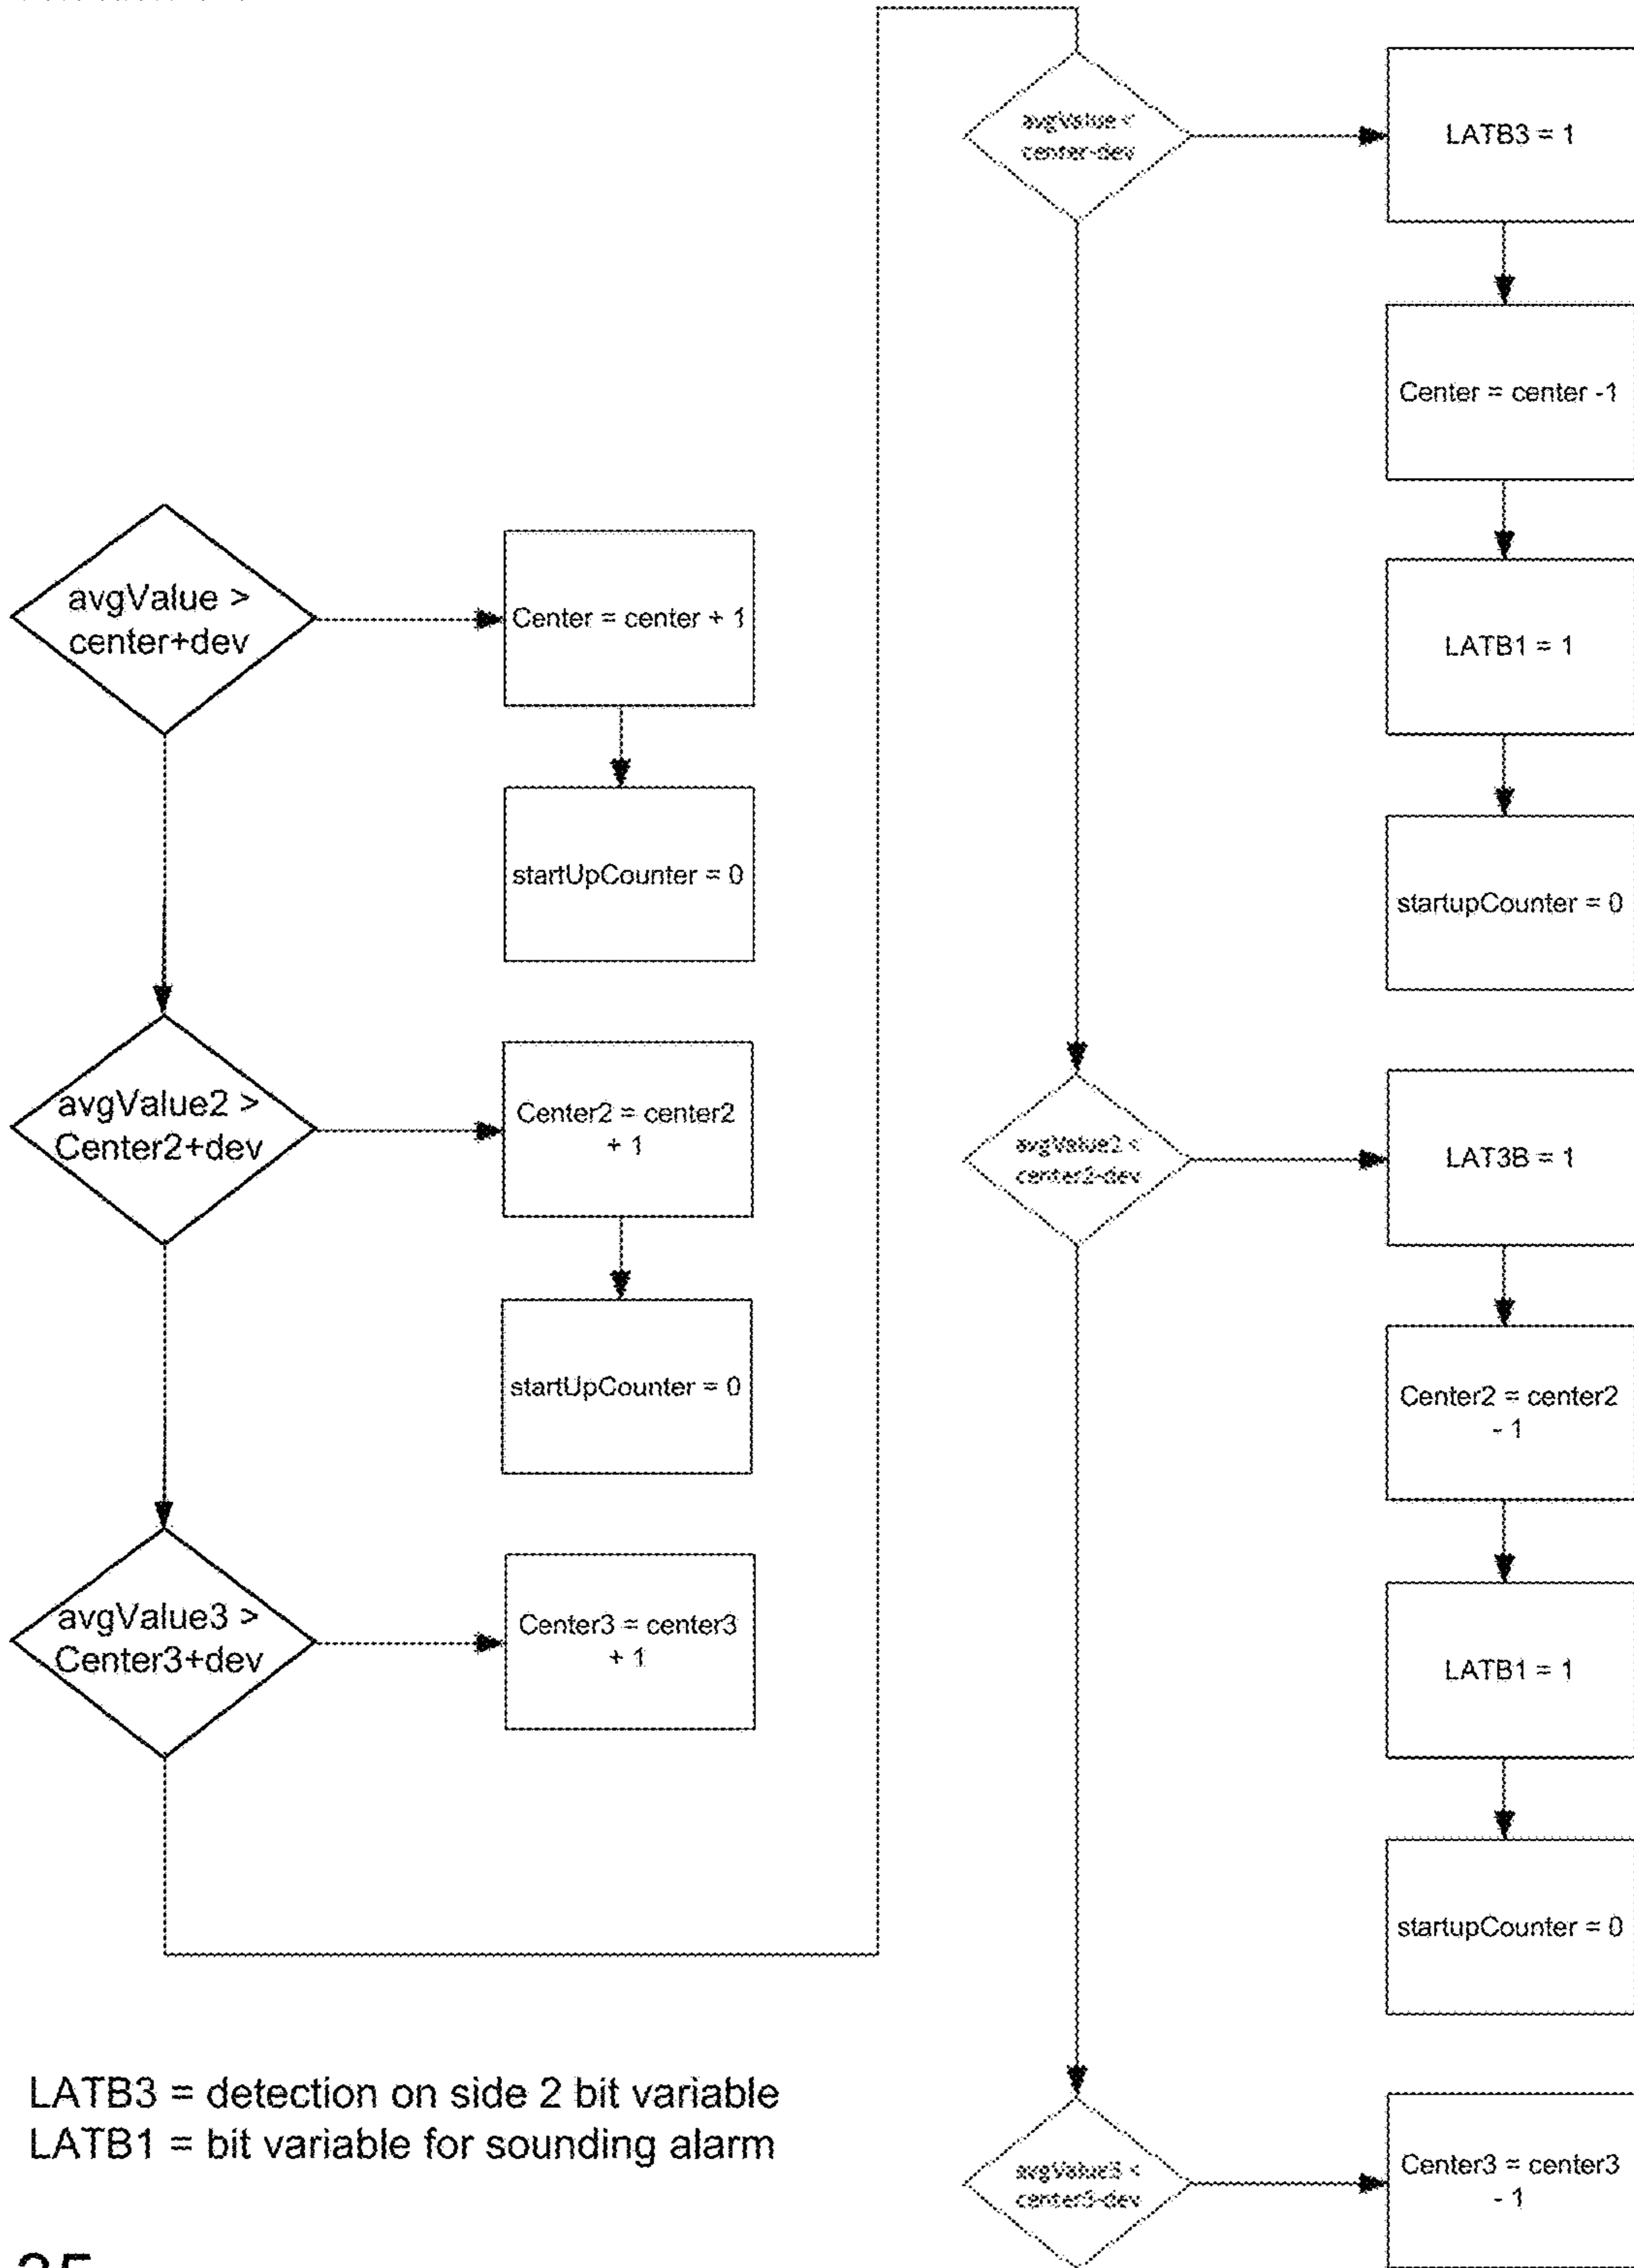 avgValue >
center+dev
Center = center + 1
startUpCounter = 0
avgValue2 >
Center2+dev
Center2 = center2
+ 1
startUpCounter = 0
avgValue3 >
Center3+dev
Center3 = center3
+ 1
avgValue <
center-dev
LATB3 = 1
Center = center -1
LATB1 = 1
startupCounter = 0
avgValue2 <
center2-dev
LAT3B = 1
Center2 = center2
- 1
LATB1 = 1
startupCounter = 0
avgValue3 <
center3-dev
Center3 = center3
- 1
LATB3 = detection on side 2 bit variable
LATB1 = bit variable for sounding alarm